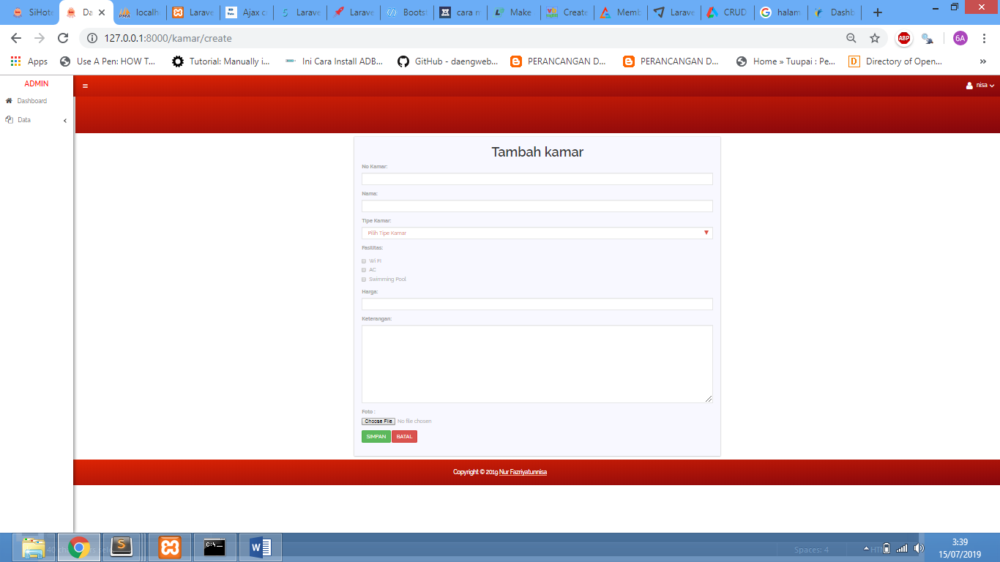 SiHote
Da
localh
Larave
Ajax c
Larave
Larave
Boots
cara n
Make
Create
Memb
Larave
CRUD
halam
Dashb
127.0.0.1:8000/kamar/create
ABP
6A
Apps
Use A Pen: HOW T...
Tutorial: Manually i...
Ini Cara Install ADB...
GitHub - daengweb...
PERANCANGAN D...
PERANCANGAN D...
Home » Tuupai : Pe...
Directory of Open...
ADMIN
nisa
Dashboard
Data
Tambah kamar
No Kamar:
Nama:
Tipe Kamar:
Pilih Tipe Kamar
Fasilitas:
Wi Fi
AC
Swimming Pool
Harga:
Keterangan:
Foto :
Choose File No file chosen
SIMPAN BATAL
Copyright © 2019 Nur Fazriyatunnisa
Spaces: 4
3:39
15/07/2019